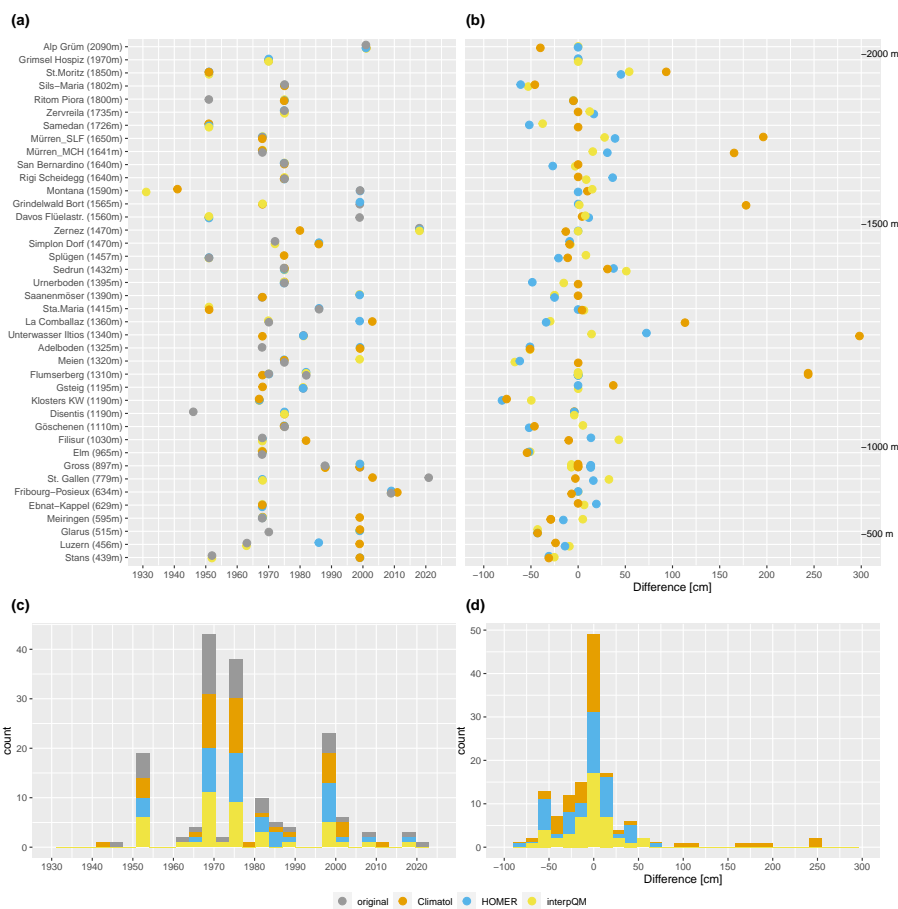 (a)
(b)
Alp Grüm (2090m)
Grimsel Hospiz (1970m)
St.Moritz (1850m)
Sils−Maria (1802m)
Ritom Piora (1800m)
Zervreila (1735m)
Samedan (1726m)
Mürren_SLF (1650m)
Mürren_MCH (1641m)
San Bernardino (1640m)
Rigi Scheidegg (1640m)
Montana (1590m)
Grindelwald Bort (1565m)
Davos Flüelastr. (1560m)
Zernez (1470m)
Simplon Dorf (1470m)
Splügen (1457m)
Sedrun (1432m)
Urnerboden (1395m)
Saanenmöser (1390m)
Sta.Maria (1415m)
La Comballaz (1360m)
Unterwasser Iltios (1340m)
Adelboden (1325m)
Meien (1320m)
Flumserberg (1310m)
Gsteig (1195m)
Klosters KW (1190m)
Disentis (1190m)
Göschenen (1110m)
Filisur (1030m)
Elm (965m)
Gross (897m)
St. Gallen (779m)
Fribourg−Posieux (634m)
Ebnat−Kappel (629m)
Meiringen (595m)
Glarus (515m)
Luzern (456m)
Stans (439m)
1930 1940 1950 1960 1970 1980 1990 2000 2010 2020
−2000 m
−1500 m
−1000 m
−500 m
−100 −50 0 50 100 150 200 250 300
Difference [cm]
(c)
(d)
40
30
20
10
0
count
1930 1940 1950 1960 1970 1980 1990 2000 2010 2020
50
40
30
20
10
0
count
−100 −50 0 50 100 150 200 250 300
Difference [cm]
original Climatol HOMER interpQM